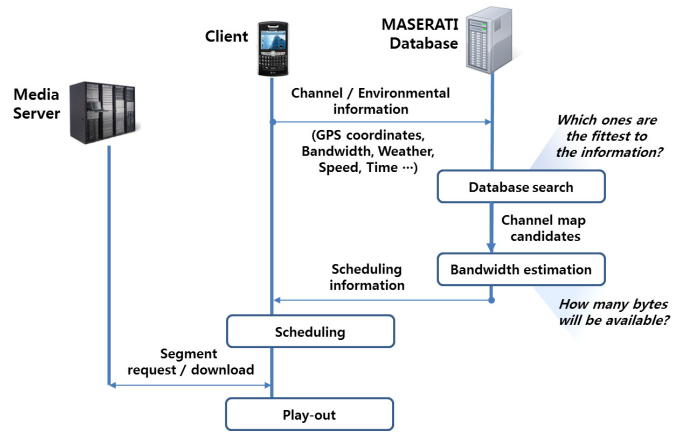 Client
MASERATI
Database
Media
Server
Channel / Environmental
information
(GPS coordinates,
Bandwidth, Weather,
Speed, Time ···)
Which ones are
the fittest to
the information?
Database search
Channel map
candidates
Bandwidth estimation
Scheduling
information
How many bytes
will be available?
Scheduling
Segment
request / download
Play-out